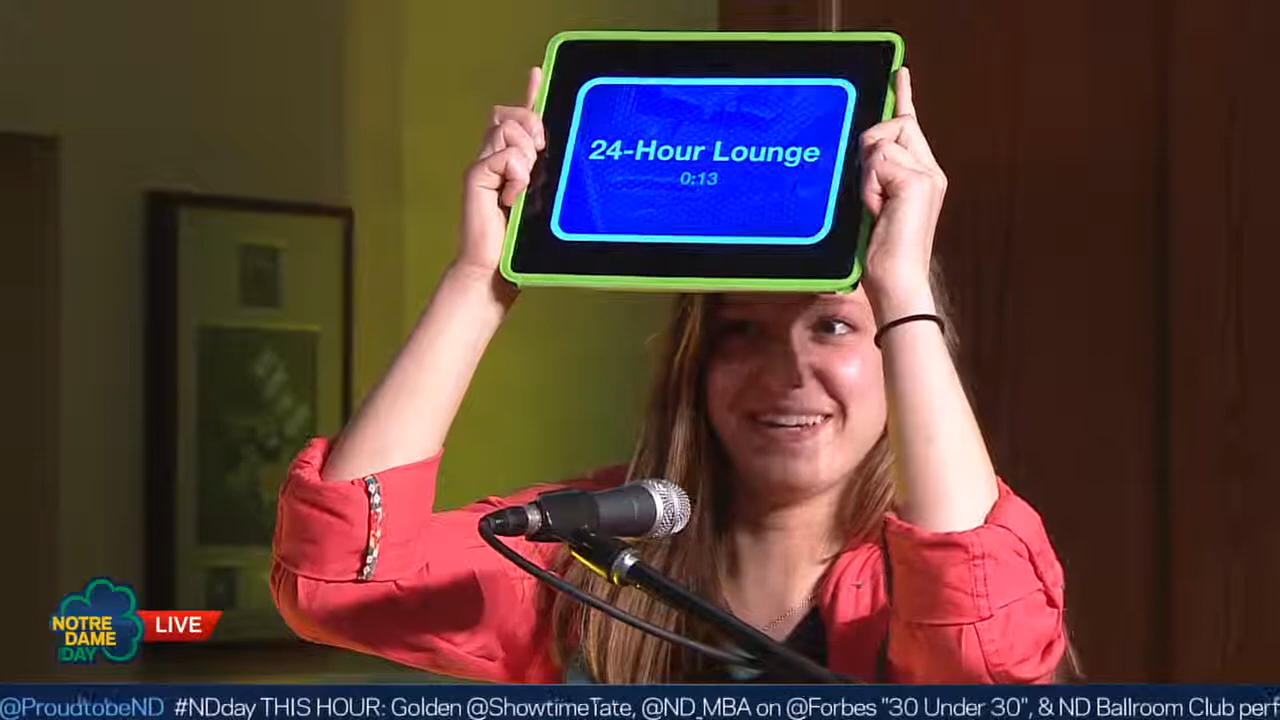 24-Hour Lounge
0:13
NOTRE
DAME
DAY
LIVE
@ProudtobeND #NDday THIS HOUR: Golden @ShowtimeTate, @ND_MBA on @Forbes "30 Under 30", & ND Ballroom Club perf